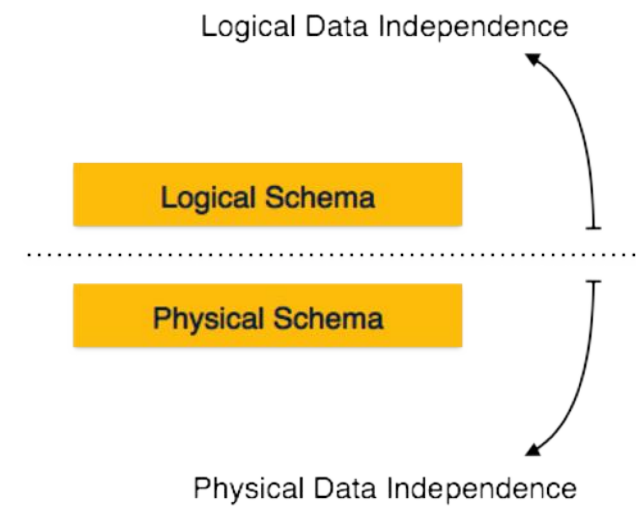 Logical Data Independence
Logical Schema
Physical Schema
Physical Data Independence